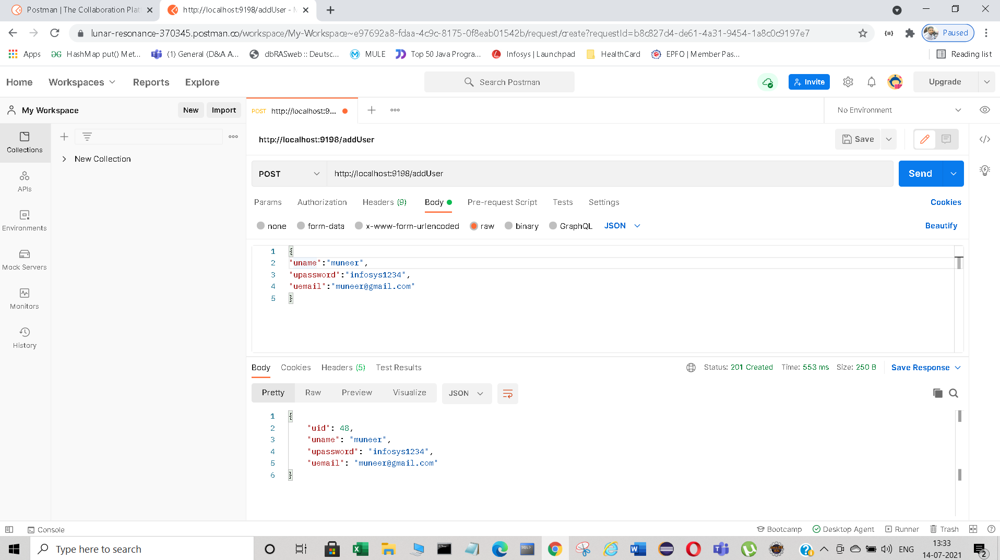 Postman | The Collaboration Plat
http://localhost:9198/addUser - M
lunar-resonance-370345.postman.co/workspace/My-Workspace~e97692a8-fdaa-4c9c-8175-0f8eab01542b/request/create?requestId=b8c827d4-de61-4a31-9454-1a8c0c9197e7
Paused
Apps
HashMap put() Met...
(1) General (D&A A...
dbRASweb :: Deutsc...
MULE
Top 50 Java Progra...
Infosys | Launchpad
HealthCard
EPFO | Member Pas...
Reading list
Home
Workspaces
Reports
Explore
Search Postman
Invite
Upgrade
My Workspace
New
Import
POST http://localhost:9...
No Environment
Collections
New Collection
APIs
Environments
Mock Servers
Monitors
History
http://localhost:9198/addUser
Save
POST
http://localhost:9198/addUser
Send
Params
Authorization
Headers (9)
Body
Pre-request Script
Tests
Settings
Cookies
none
form-data
x-www-form-urlencoded
raw
binary
GraphQL
JSON
Beautify
1 {
2 "uname":"muneer",
3 "upassword":"infosys1234",
4 "uemail":"muneer@gmail.com"
5 }
Body
Cookies
Headers (5)
Test Results
Status: 201 Created
Time: 553 ms
Size: 250 B
Save Response
Pretty
Raw
Preview
Visualize
JSON
1 {
2 "uid": 48,
3 "uname": "muneer",
4 "upassword": "infosys1234",
5 "uemail": "muneer@gmail.com"
6 }
Console
Bootcamp
Desktop Agent
Runner
Trash
Type here to search
SQL>
ENG
13:33
14-07-2021
2